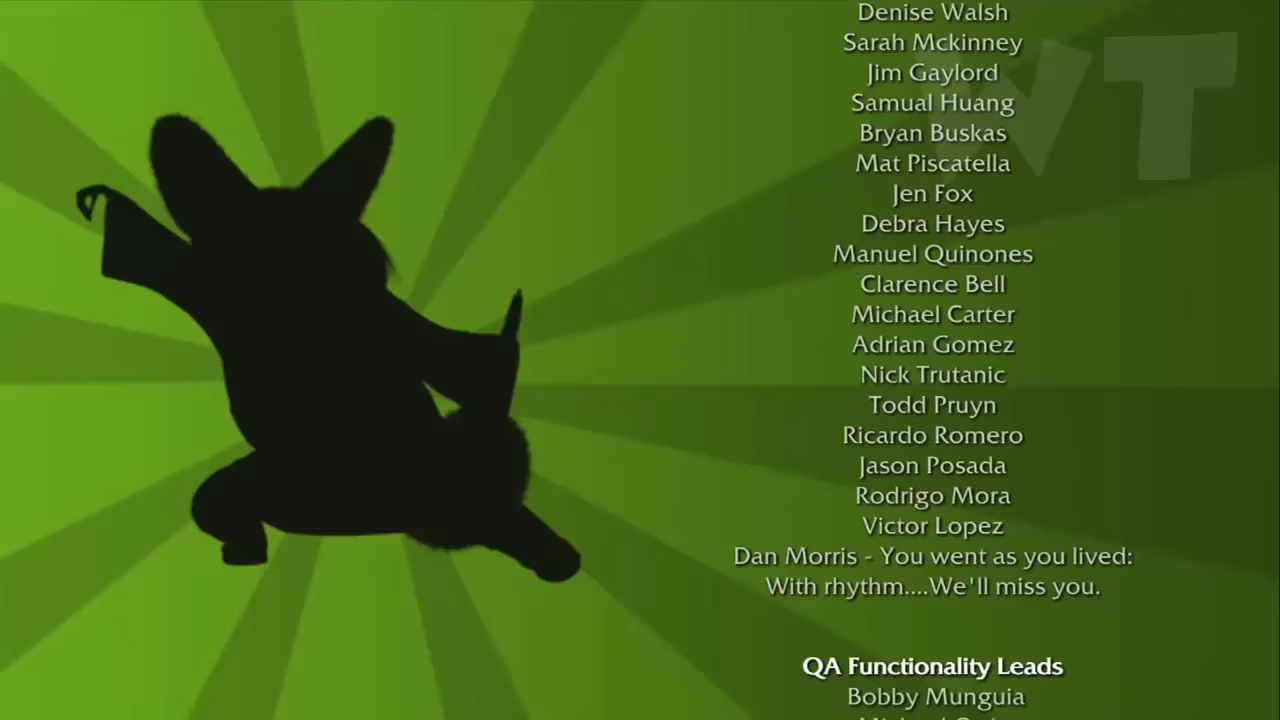 Denise Walsh
Sarah Mckinney
Jim Gaylord
Samual Huang
Bryan Buskas
Mat Piscatella
Jen Fox
Debra Hayes
Manuel Quinones
Clarence Bell
Michael Carter
Adrian Gomez
Nick Trutanic
Todd Pruyn
Ricardo Romero
Jason Posada
Rodrigo Mora
Victor Lopez
Dan Morris - You went as you lived:
With rhythm....We'll miss you.
QA Functionality Leads
Bobby Munguia
WT